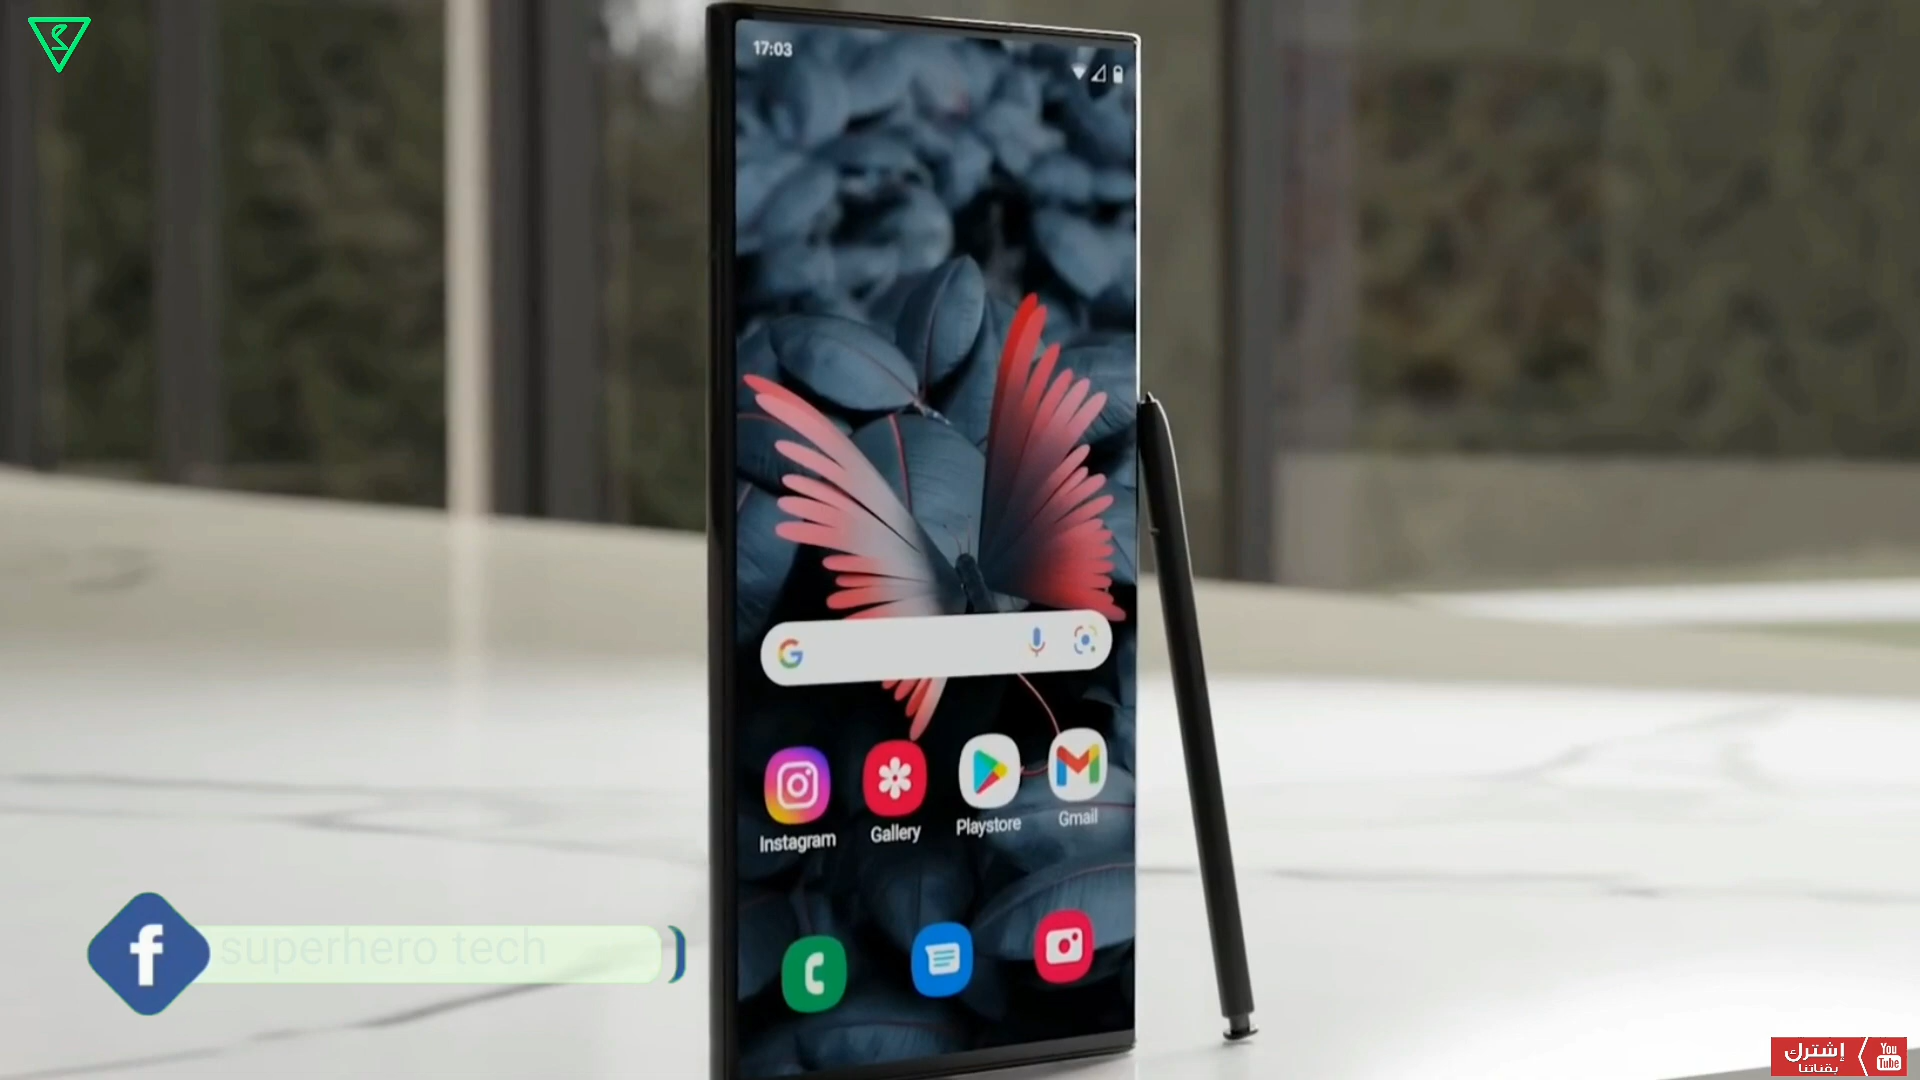 17:03
Instagram
Gallery
Playstore
Gmail
superhero tech
إشترك
بقناتنا
You
Tube